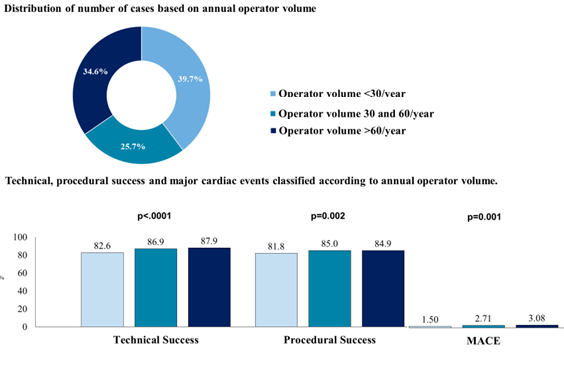 Distribution of number of cases based on annual operator volume
34.6%
39.7%
25.7%
Operator volume <30/year
Operator volume 30 and 60/year
Operator volume >60/year
Technical, procedural success and major cardiac events classified according to annual operator volume.
p<.0001
p=0.002
p=0.001
100
80
60
40
20
0
%
82.6
86.9
87.9
81.8
85.0
84.9
1.50
2.71
3.08
Technical Success
Procedural Success
MACE